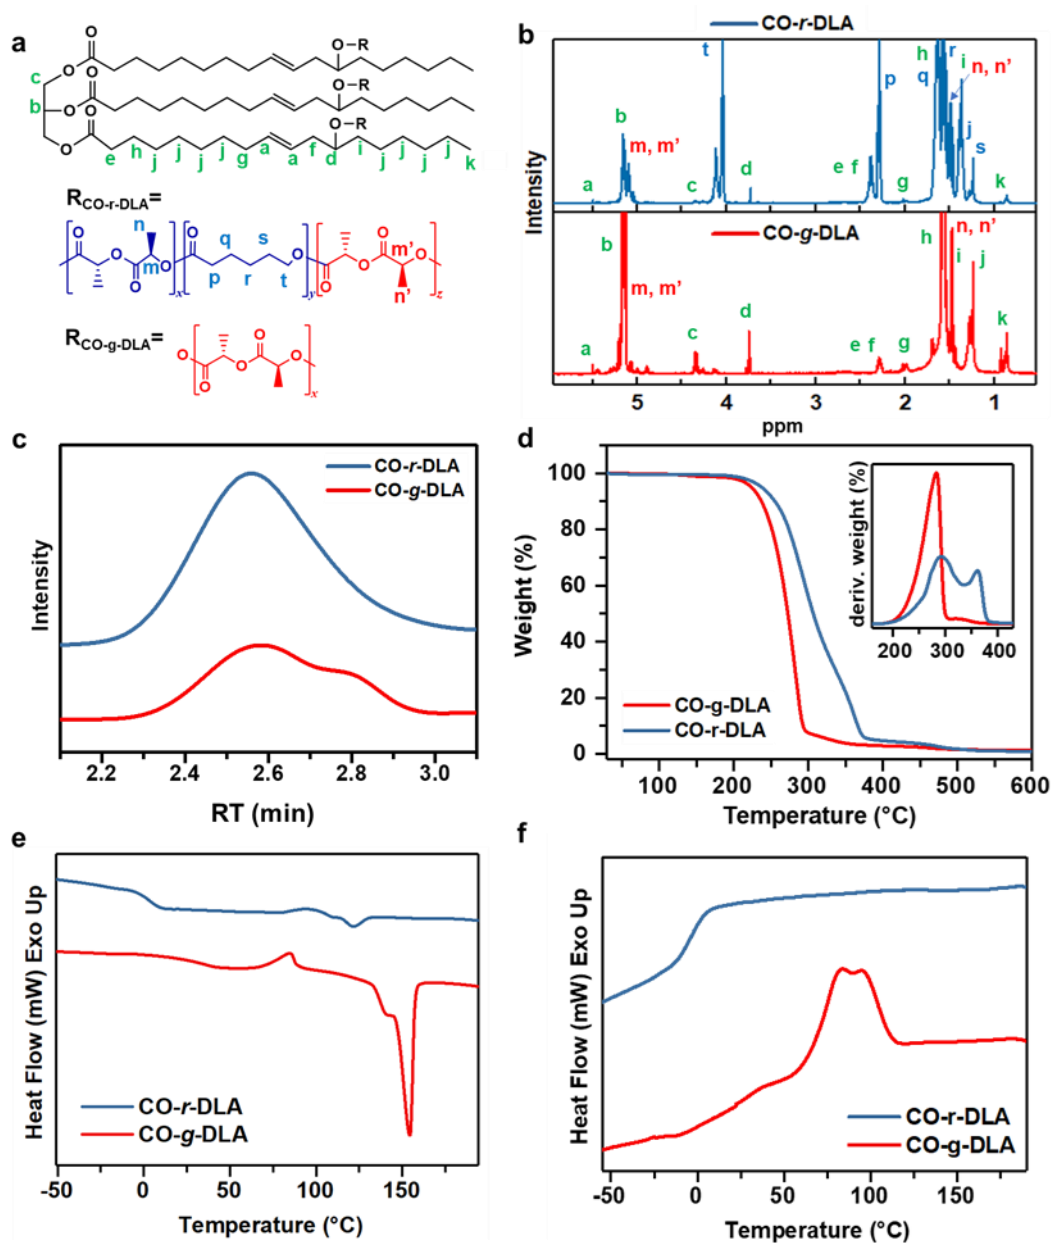 a
O
O–R
O
O
O–R
c
b
O
O
O–R
O
e h j j j g a a f d i j j j k
R CO-r-DLA=
n
O
O
O
m
O
x
O
q
s
p
r
t
O
y
O
O
m'
O
n'
O
z
R CO-g-DLA=
O
O
O
O
O
x
b
CO-r-DLA
t
b
m, m'
a
c
d
e f
p
g
h
q
r
i
n, n'
j
s
k
CO-g-DLA
b
m, m'
a
c
d
e f
g
h
n, n'
i
j
k
Intensity
5 4 3 2 1
ppm
c
CO-r-DLA
CO-g-DLA
Intensity
2.2 2.4 2.6 2.8 3.0
RT (min)
d
100
80
60
40
20
0
Weight (%)
deriv. weight (%)
200 300 400
CO-g-DLA
CO-r-DLA
100 200 300 400 500 600
Temperature (°C)
e
Heat Flow (mW) Exo Up
CO-r-DLA
CO-g-DLA
-50 0 50 100 150
Temperature (°C)
f
Heat Flow (mW) Exo Up
CO-r-DLA
CO-g-DLA
-50 0 50 100 150
Temperature (°C)